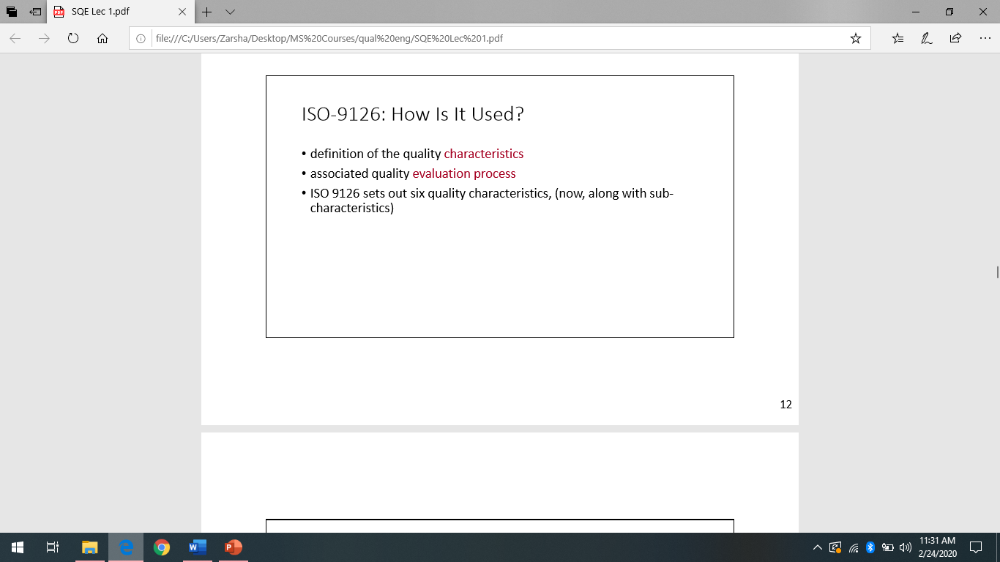 SQE Lec 1.pdf
file:///C:/Users/Zarsha/Desktop/MS%20Courses/qual%20eng/SQE%20Lec%201.pdf
ISO-9126: How Is It Used?
• definition of the quality characteristics
• associated quality evaluation process
• ISO 9126 sets out six quality characteristics, (now, along with sub-
characteristics)
12
11:31 AM
2/24/2020